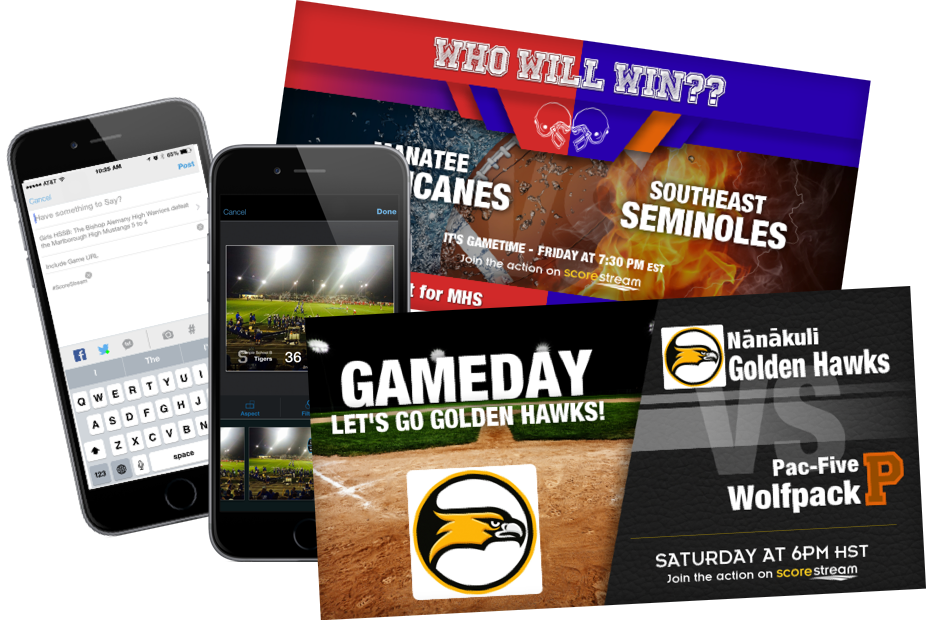 AT&T
10:35 AM
65%
Cancel
Post
Have something to Say?
Girls HSSB: The Bishop Alemany High Warriors defeat
the Marlborough High Mustangs 5 to 4
Include Game URL
#ScoreStream
#
I
The
Q W E R T Y U I
A S D F G H J
Z X C V B N
123
space
Cancel
Done
S
Tigers
36
Aspect
WHO WILL WIN??
MANATEE
CANES
VS
SOUTHEAST
SEMINOLES
IT'S GAMETIME - FRIDAY AT 7:30 PM EST
Join the action on scorestream
t for MHS
GAMEDAY
LET'S GO GOLDEN HAWKS!
Nānākuli
Golden Hawks
VS
Pac-Five
Wolfpack
P
SATURDAY AT 6PM HST
Join the action on scorestream